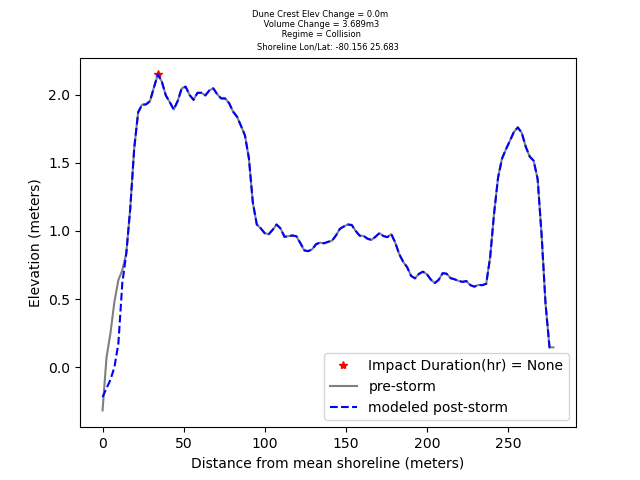 Dune Crest Elev Change = 0.0m
Volume Change = 3.689m3
Regime = Collision
Shoreline Lon/Lat: -80.156 25.683
2.0
1.5
1.0
0.5
0.0
Elevation (meters)
Impact Duration(hr) = None
pre-storm
modeled post-storm
0 50 100 150 200 250
Distance from mean shoreline (meters)